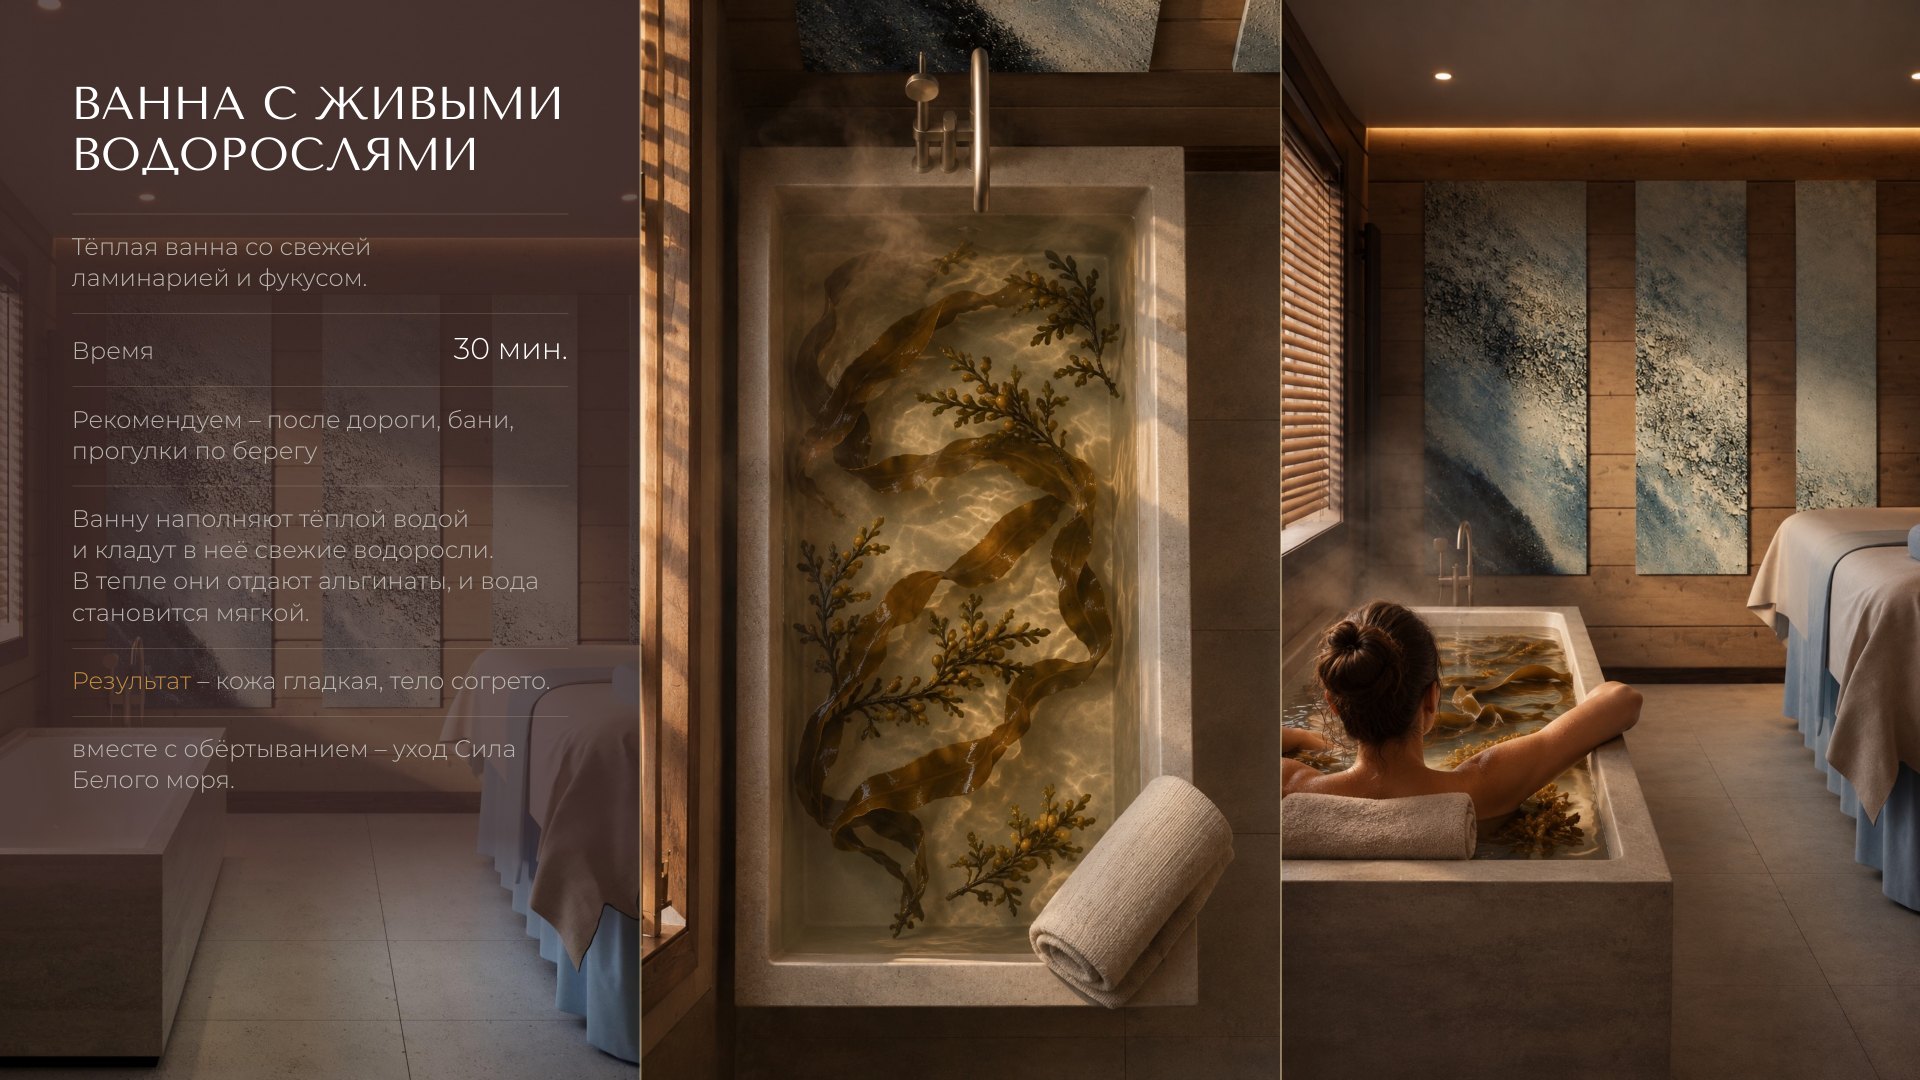 ВАННА С ЖИВЫМИ
ВОДОРОСЛЯМИ
Тёплая ванна со свежей
ламинарией и фукусом.
Время 30 мин.
Рекомендуем – после дороги, бани,
прогулки по берегу
Ванну наполняют тёплой водой
и кладут в неё свежие водоросли.
В тепле они отдают альгинаты, и вода
становится мягкой.
Результат – кожа гладкая, тело согрето.
вместе с обёртыванием – уход Сила
Белого моря.